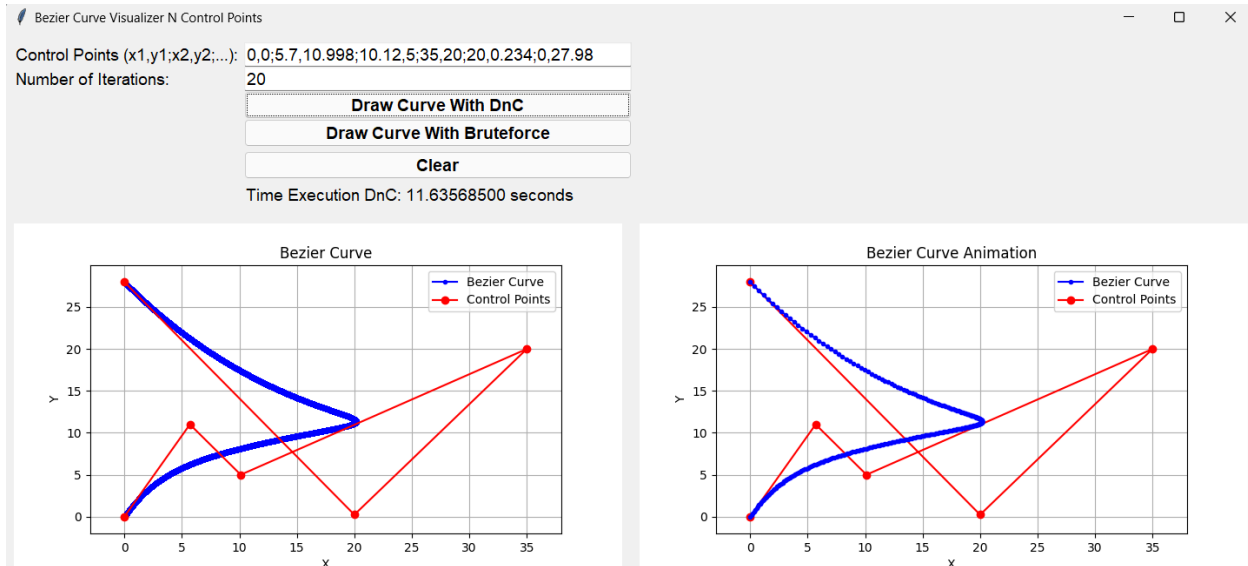 Bezier Curve Visualizer N Control Points
Control Points (x1,y1;x2,y2;...): 0,0;5.7,10.998;10.12,5;35,20;20,0.234;0,27.98
Number of Iterations: 20
Draw Curve With DnC
Draw Curve With Bruteforce
Clear
Time Execution DnC: 11.63568500 seconds
Bezier Curve
Bezier Curve
Control Points
25
20
15
10
5
0
Y
0 5 10 15 20 25 30 35
X
Bezier Curve Animation
Bezier Curve
Control Points
25
20
15
10
5
0
Y
0 5 10 15 20 25 30 35
X